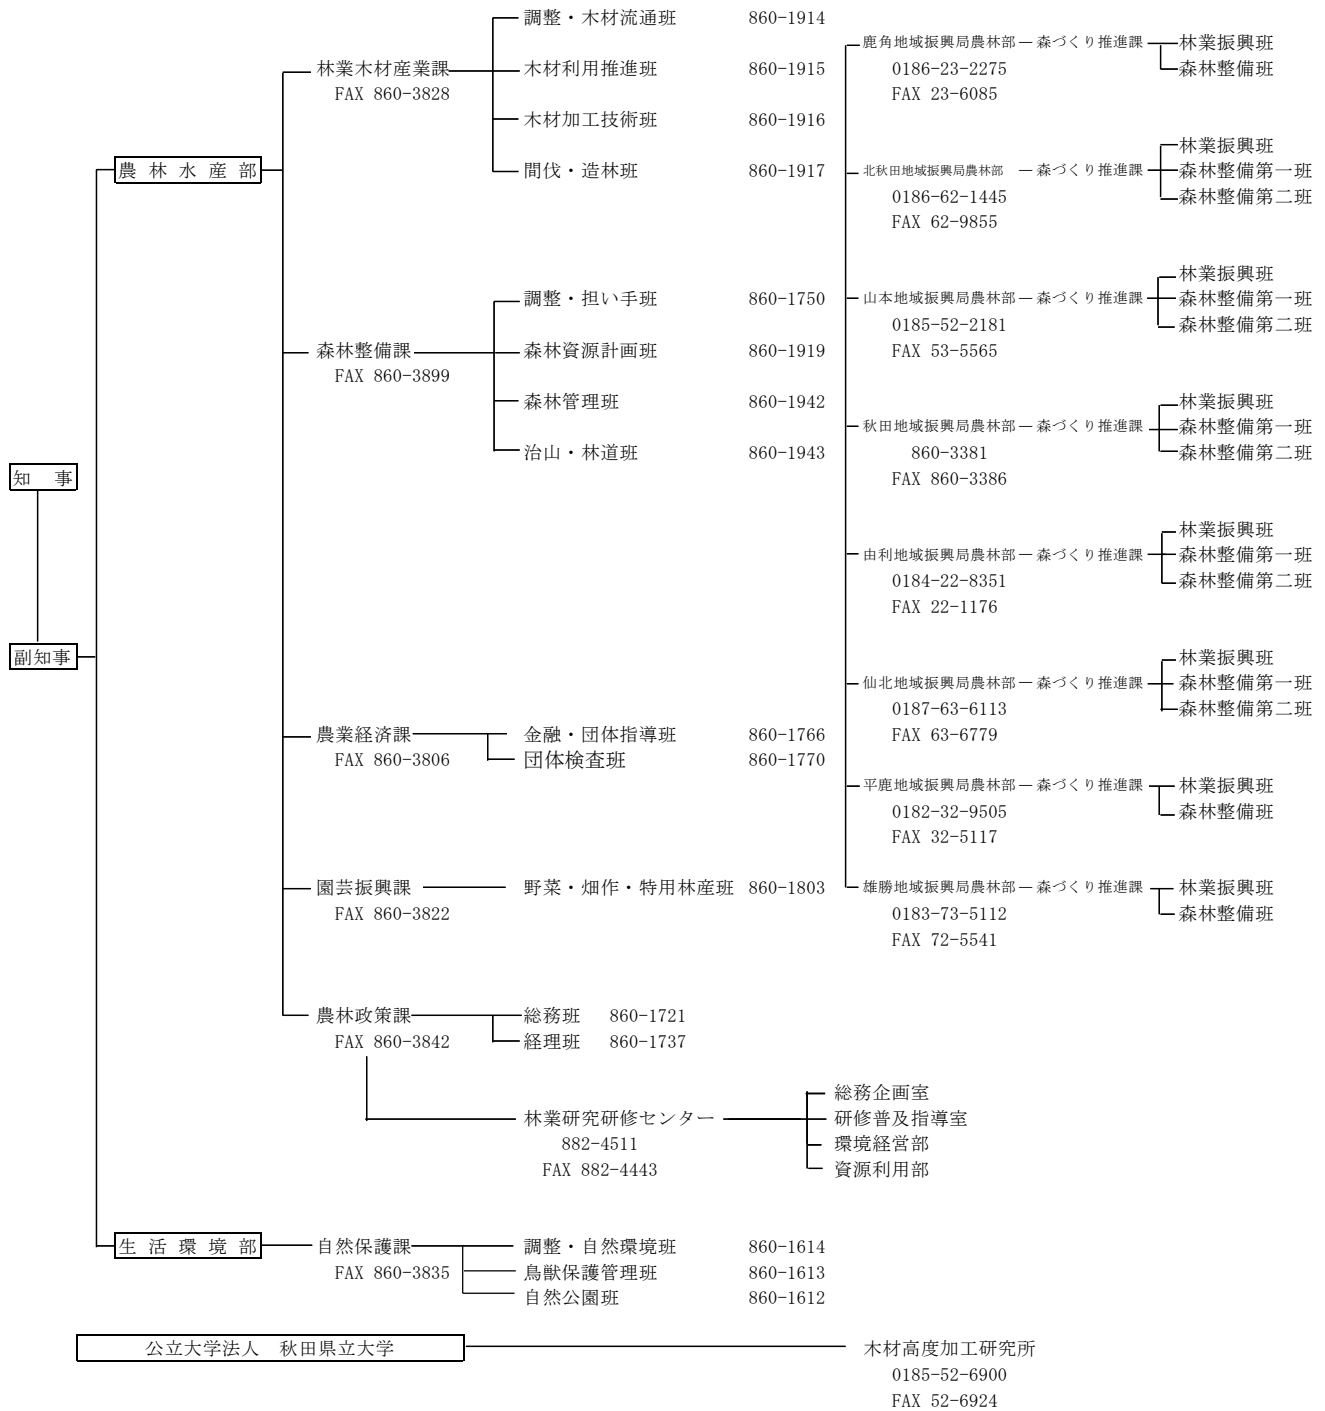 知　事
副知事
農 林 水 産 部
林業木材産業課
FAX 860-3828
調整・木材流通班　860-1914
木材利用推進班　860-1915
木材加工技術班　860-1916
間伐・造林班　860-1917
森林整備課
FAX 860-3899
調整・担い手班　860-1750
森林資源計画班　860-1919
森林管理班　860-1942
治山・林道班　860-1943
農業経済課
FAX 860-3806
金融・団体指導班　860-1766
団体検査班　860-1770
園芸振興課
FAX 860-3822
野菜・畑作・特用林産班　860-1803
農林政策課
FAX 860-3842
総務班　860-1721
経理班　860-1737
林業研究研修センター
882-4511
FAX 882-4443
総務企画室
研修普及指導室
環境経営部
資源利用部
鹿角地域振興局農林部 ― 森づくり推進課
0186-23-2275
FAX 23-6085
林業振興班
森林整備班
北秋田地域振興局農林部　― 森づくり推進課
0186-62-1445
FAX 62-9855
林業振興班
森林整備第一班
森林整備第二班
山本地域振興局農林部 ― 森づくり推進課
0185-52-2181
FAX 53-5565
林業振興班
森林整備第一班
森林整備第二班
秋田地域振興局農林部 ― 森づくり推進課
860-3381
FAX 860-3386
林業振興班
森林整備第一班
森林整備第二班
由利地域振興局農林部 ― 森づくり推進課
0184-22-8351
FAX 22-1176
林業振興班
森林整備第一班
森林整備第二班
仙北地域振興局農林部 ― 森づくり推進課
0187-63-6113
FAX 63-6779
林業振興班
森林整備第一班
森林整備第二班
平鹿地域振興局農林部 ― 森づくり推進課
0182-32-9505
FAX 32-5117
林業振興班
森林整備班
雄勝地域振興局農林部 ― 森づくり推進課
0183-73-5112
FAX 72-5541
林業振興班
森林整備班
生 活 環 境 部
自然保護課
FAX 860-3835
調整・自然環境班　860-1614
鳥獣保護管理班　860-1613
自然公園班　860-1612
公立大学法人　秋田県立大学
木材高度加工研究所
0185-52-6900
FAX 52-6924